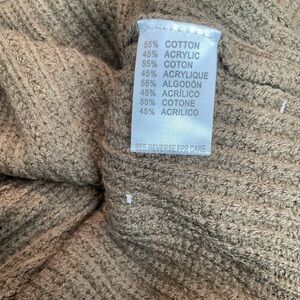 55% COTTON
45% ACRYLIC
55% COTON
45% ACRYLIQUE
55% ALGODÓN
45% ACRÍLICO
55% COTONE
45% ACRILICO
SEE REVERSE FPR CARE